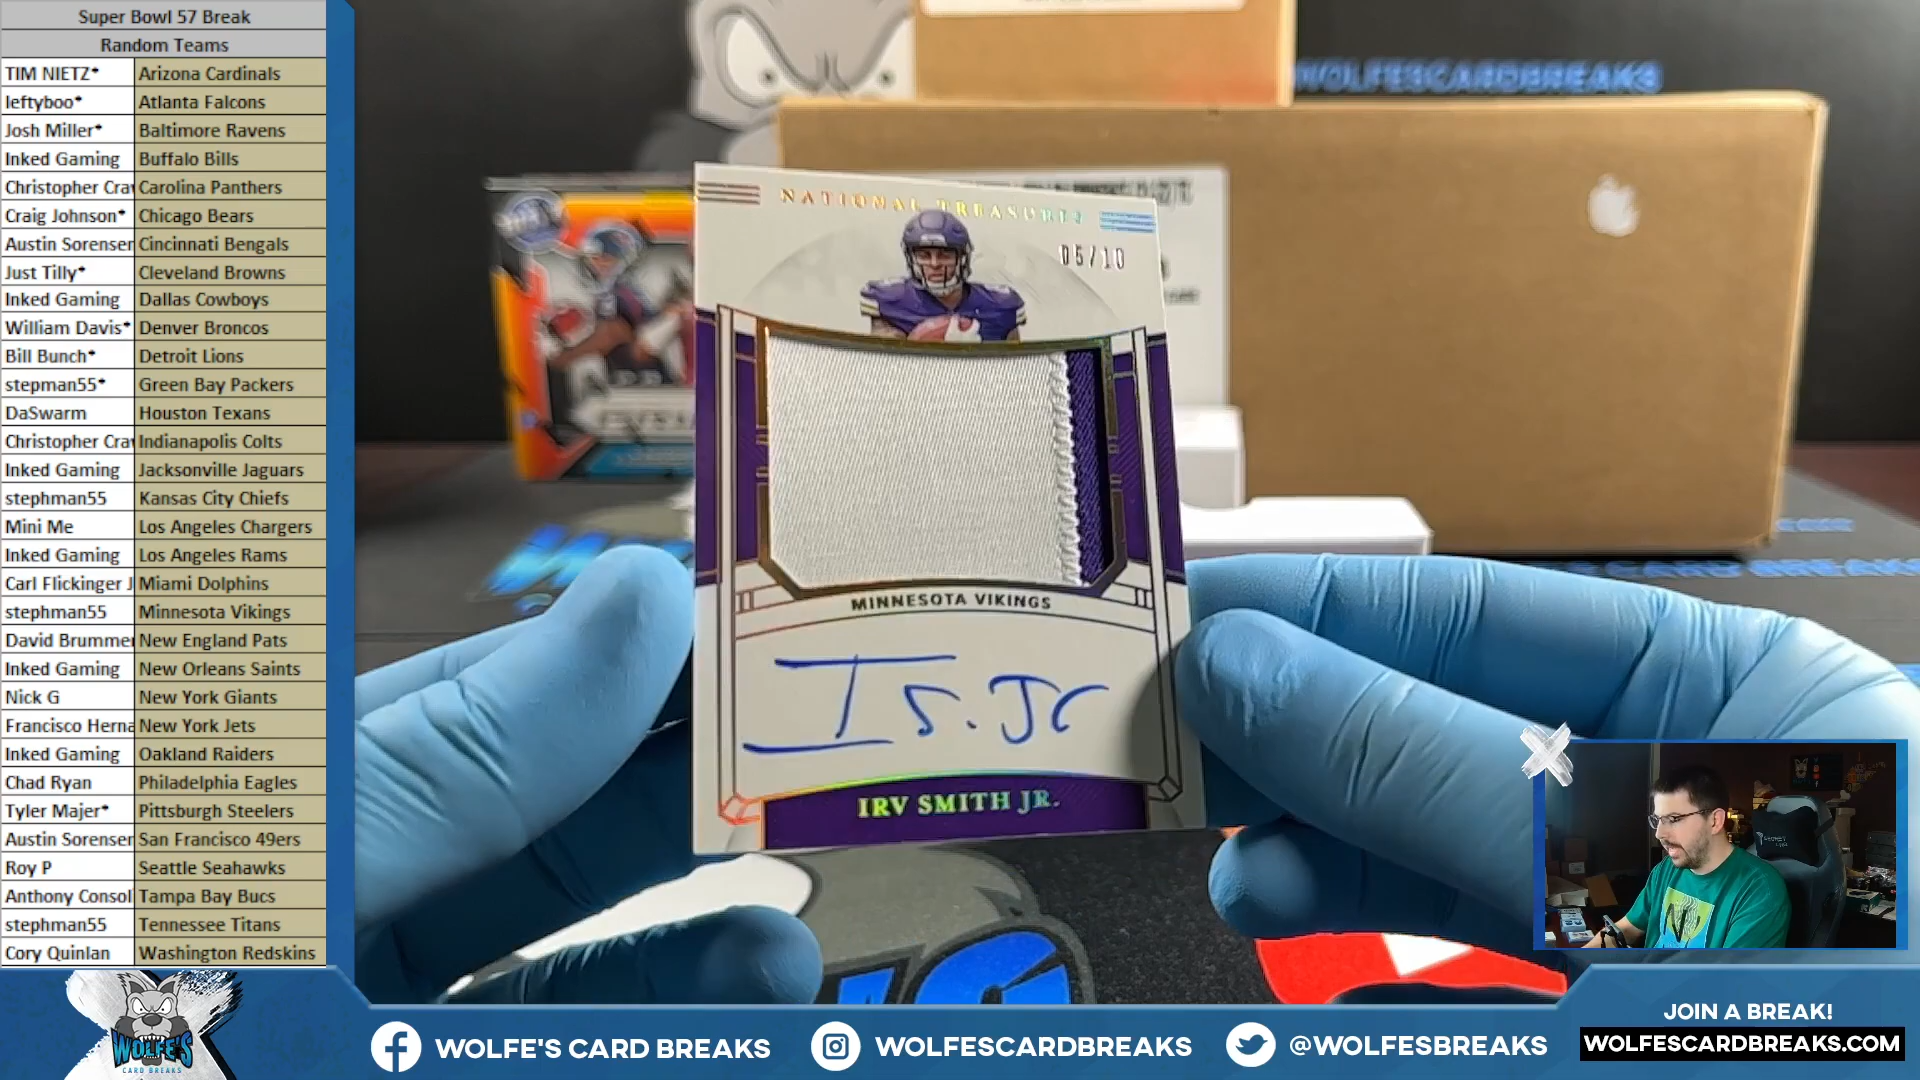 Super Bowl 57 Break
Random Teams
TIM NIETZ* Arizona Cardinals
leftyboo* Atlanta Falcons
Josh Miller* Baltimore Ravens
Inked Gaming Buffalo Bills
Christopher Cra Carolina Panthers
Craig Johnson* Chicago Bears
Austin Sorensen Cincinnati Bengals
Just Tilly* Cleveland Browns
Inked Gaming Dallas Cowboys
William Davis* Denver Broncos
Bill Bunch* Detroit Lions
stepman55* Green Bay Packers
DaSwarm Houston Texans
Christopher Cra Indianapolis Colts
Inked Gaming Jacksonville Jaguars
stephman55 Kansas City Chiefs
Mini Me Los Angeles Chargers
Inked Gaming Los Angeles Rams
Carl Flickinger J Miami Dolphins
stephman55 Minnesota Vikings
David Brummer New England Pats
Inked Gaming New Orleans Saints
Nick G New York Giants
Francisco Herna New York Jets
Inked Gaming Oakland Raiders
Chad Ryan Philadelphia Eagles
Tyler Majer* Pittsburgh Steelers
Austin Sorensen San Francisco 49ers
Roy P Seattle Seahawks
Anthony Consol Tampa Bay Bucs
stephman55 Tennessee Titans
Cory Quinlan Washington Redskins
WOLFESCARDBREAKS
NATIONAL TREASURES
05/10
MINNESOTA VIKINGS
I S. Jr
IRV SMITH JR.
WOLFE'S
CARD BREAKS
WOLFE'S CARD BREAKS
WOLFESCARDBREAKS
@WOLFESBREAKS
JOIN A BREAK!
WOLFESCARDBREAKS.COM